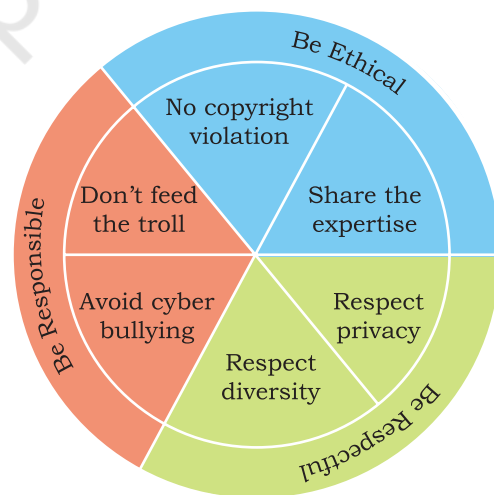 Be Ethical
No copyright
violation
Share the
expertise
Be Responsible
Don't feed
the troll
Avoid cyber
bullying
Respect
privacy
Respect
diversity
Be Respectful